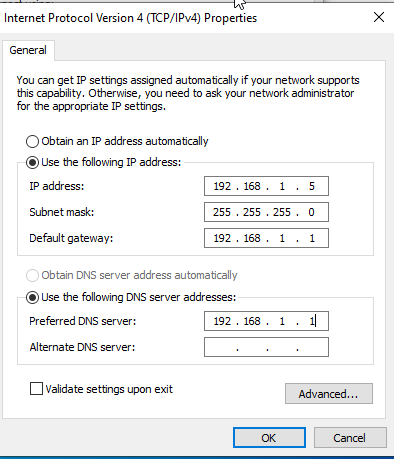 Internet Protocol Version 4 (TCP/IPv4) Properties
General
You can get IP settings assigned automatically if your network supports
this capability. Otherwise, you need to ask your network administrator
for the appropriate IP settings.
Obtain an IP address automatically
Use the following IP address:
IP address: 192 . 168 . 1 . 5
Subnet mask: 255 . 255 . 255 . 0
Default gateway: 192 . 168 . 1 . 1
Obtain DNS server address automatically
Use the following DNS server addresses:
Preferred DNS server: 192 . 168 . 1 . 1
Alternate DNS server: . . .
Validate settings upon exit
Advanced...
OK Cancel